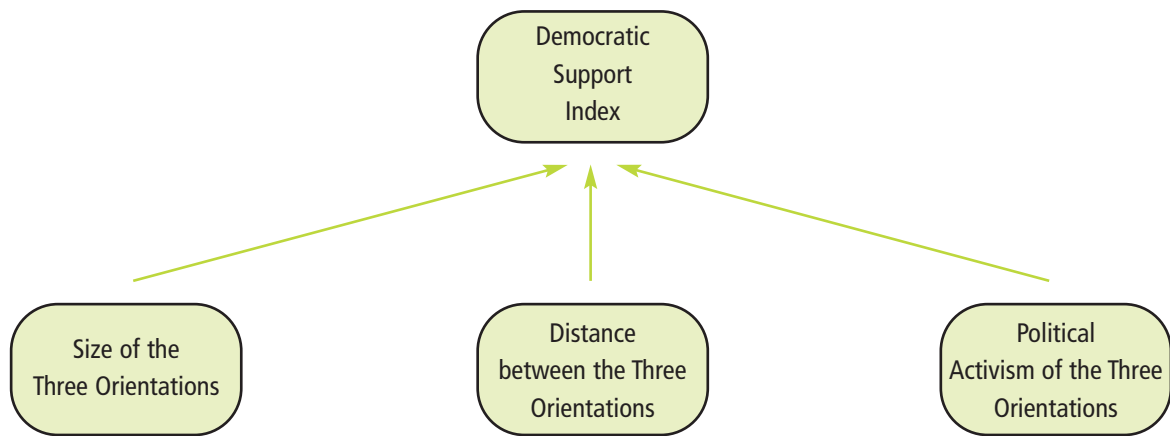 Democratic
Support
Index
Size of the
Three Orientations
Distance
between the Three
Orientations
Political
Activism of the Three
Orientations